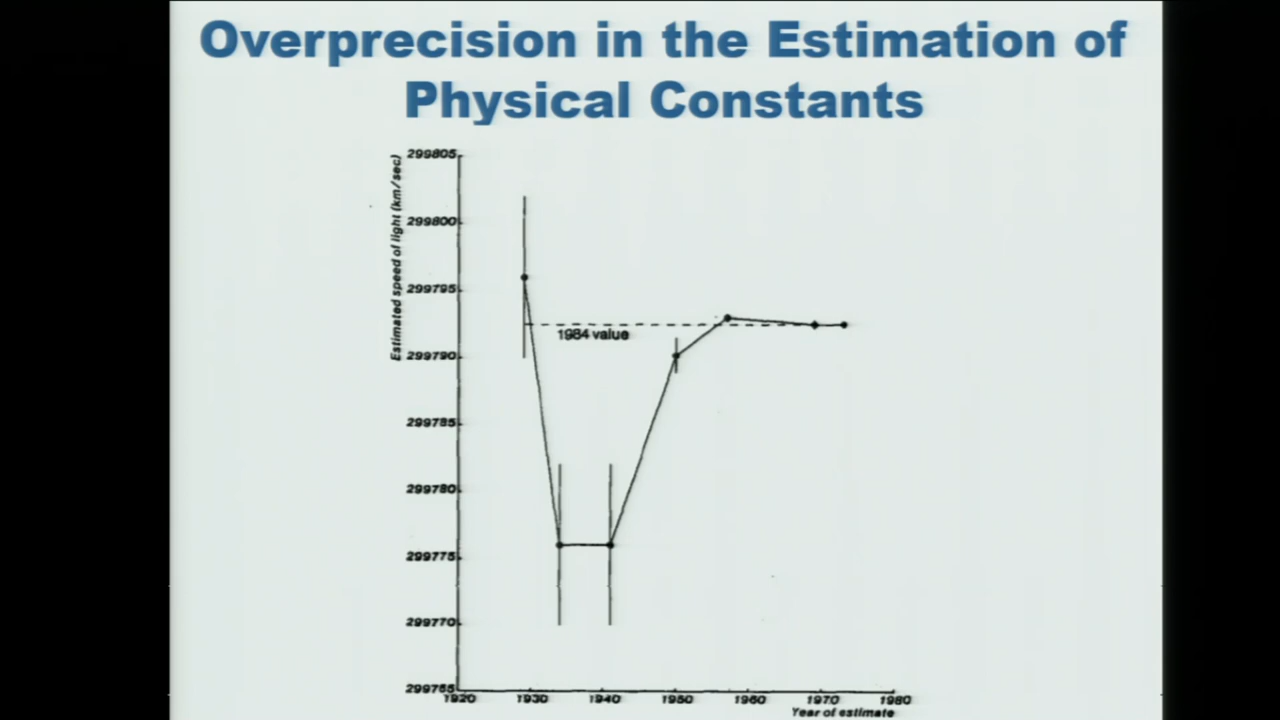 Overprecision in the Estimation of
Physical Constants
Estimated speed of light (km/sec)
299805
299800
299795
299790
299785
299780
299775
299770
299765
1984 value
1920 1930 1940 1950 1960 1970 1980
Year of estimate